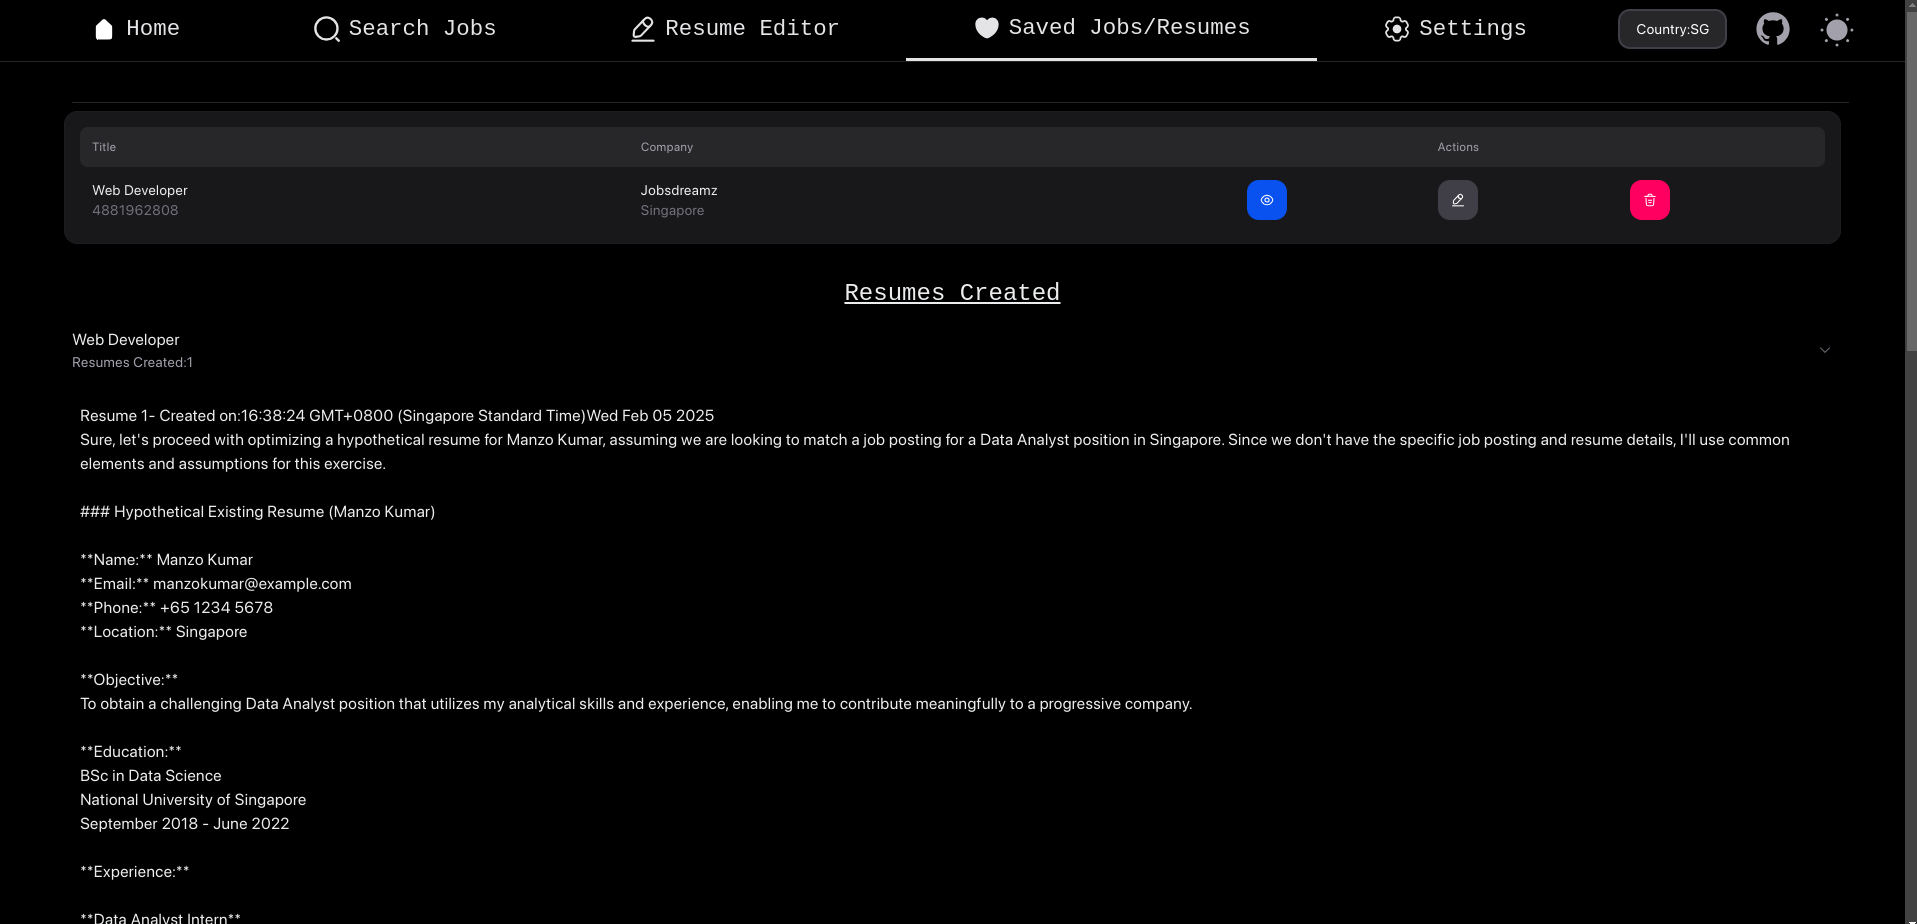 Home Search Jobs Resume Editor Saved Jobs/Resumes Settings Country:SG
Title Company Actions
Web Developer Jobsdreamz
4881962808 Singapore
Resumes Created
Web Developer
Resumes Created:1
Resume 1- Created on:16:38:24 GMT+0800 (Singapore Standard Time)Wed Feb 05 2025
Sure, let's proceed with optimizing a hypothetical resume for Manzo Kumar, assuming we are looking to match a job posting for a Data Analyst position in Singapore. Since we don't have the specific job posting and resume details, I'll use common
elements and assumptions for this exercise.
### Hypothetical Existing Resume (Manzo Kumar)
**Name:** Manzo Kumar
**Email:** manzokumar@example.com
**Phone:** +65 1234 5678
**Location:** Singapore
**Objective:**
To obtain a challenging Data Analyst position that utilizes my analytical skills and experience, enabling me to contribute meaningfully to a progressive company.
**Education:**
BSc in Data Science
National University of Singapore
September 2018 - June 2022
**Experience:**
**Data Analyst Intern**